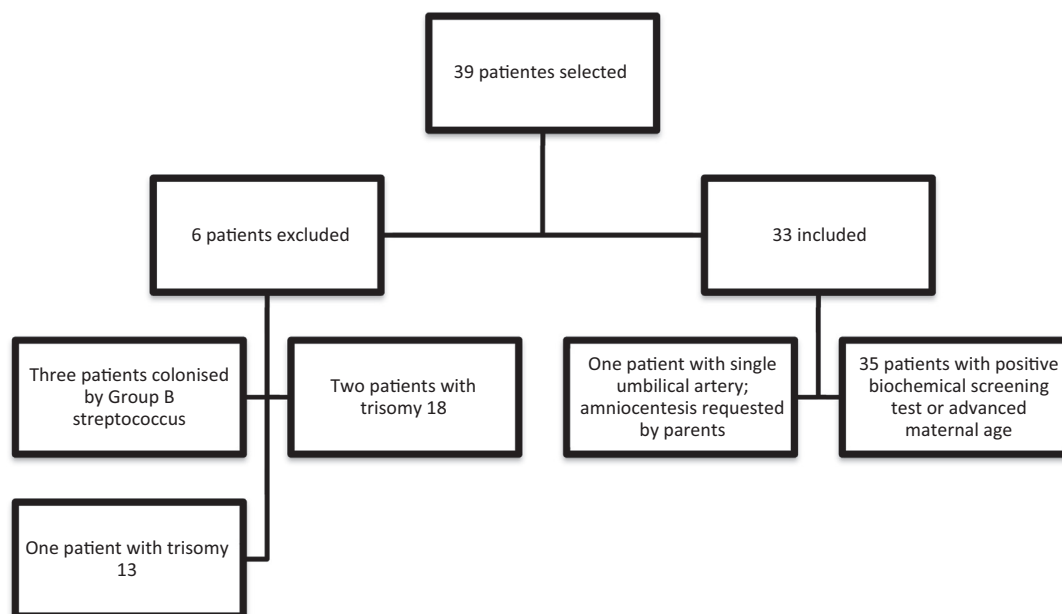 39 patientes selected
6 patients excluded
33 included
Three patients colonised
by Group B
streptococcus
Two patients with
trisomy 18
One patient with single
umbilical artery;
amniocentesis requested
by parents
35 patients with positive
biochemical screening
test or advanced
maternal age
One patient with trisomy
13